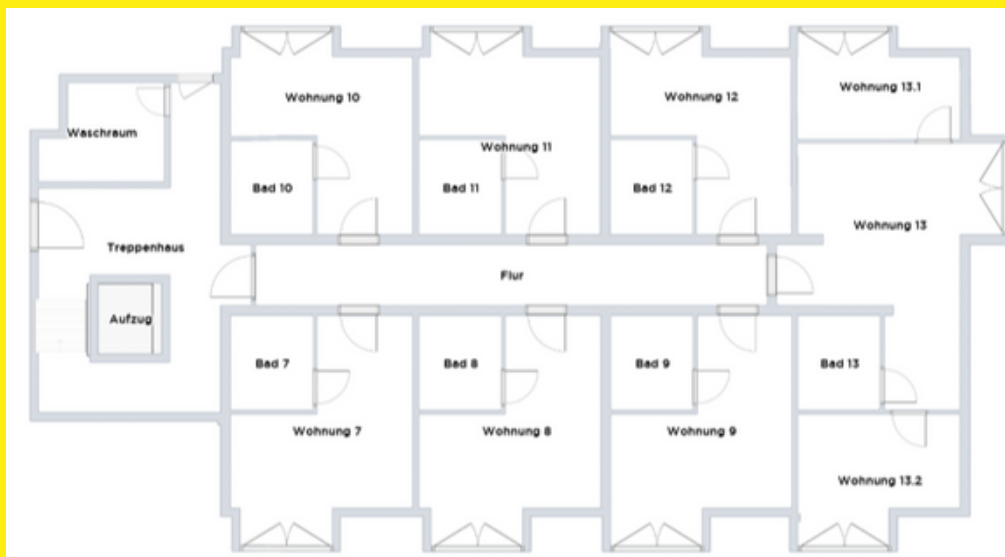 Wohnung 10
Wohnung 11
Wohnung 12
Wohnung 13.1
Waschraum
Bad 10
Bad 11
Bad 12
Wohnung 13
Treppenhaus
Flur
Aufzug
Bad 7
Bad 8
Bad 9
Bad 13
Wohnung 7
Wohnung 8
Wohnung 9
Wohnung 13.2